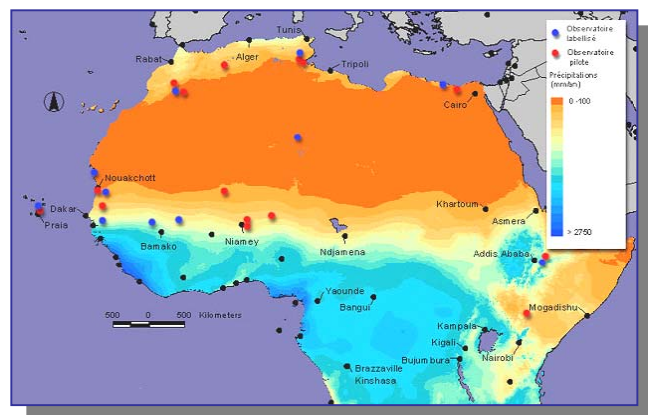 Tunis
Alger
Rabat
Tripoli
Cairo
Observatoire
labellisé
Observatoire
pilote
Précipitations
(mm/an)
0 -100
> 2750
Nouakchott
Dakar
Praia
Bamako
Niamey
Ndjamena
Khartoum
Asmera
Addis Ababa
Yaounde
Bangui
Mogadishu
Kampala
Kigali
Nairobi
Bujumbura
Brazzaville
Kinshasa
500 0 500 Kilometers